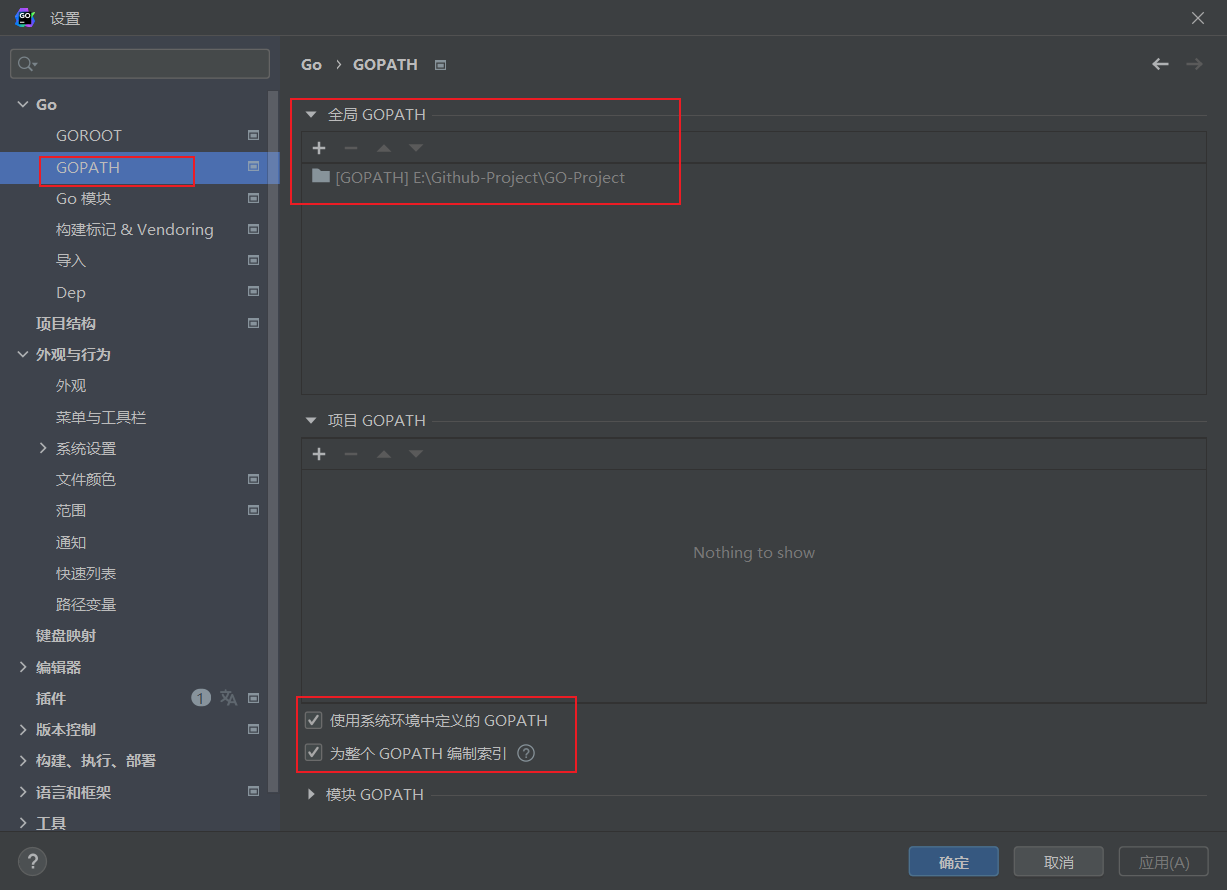 设置
Go
GOROOT
GOPATH
Go 模块
构建标记 & Vendoring
导入
Dep
项目结构
外观与行为
外观
菜单与工具栏
系统设置
文件颜色
范围
通知
快速列表
路径变量
键盘映射
编辑器
插件 1
版本控制
构建、执行、部署
语言和框架
工具
Go › GOPATH
全局 GOPATH
[GOPATH] E:\Github-Project\GO-Project
项目 GOPATH
Nothing to show
使用系统环境中定义的 GOPATH
为整个 GOPATH 编制索引 ?
模块 GOPATH
?
确定
取消
应用(A)